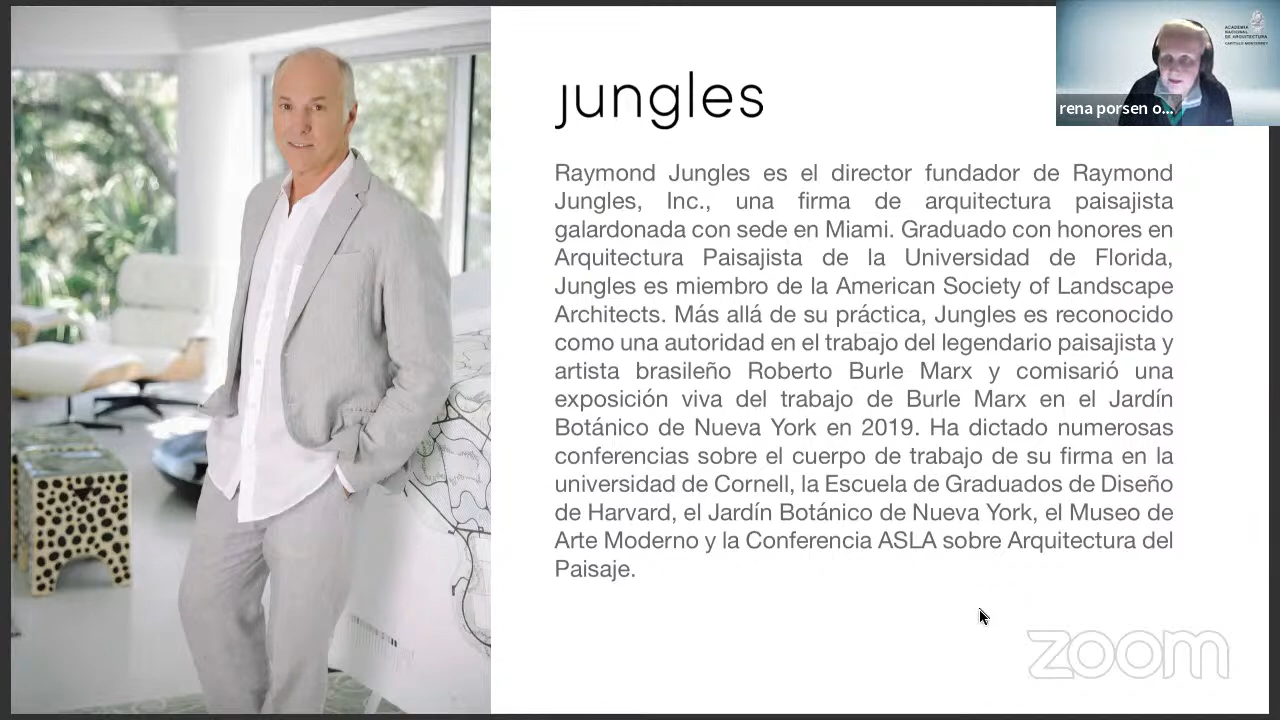 jungles
ACADEMIA
NACIONAL
DE ARQUITECTURA
CAPÍTULO MONTERREY
rena porsen o...
Raymond Jungles es el director fundador de Raymond
Jungles, Inc., una firma de arquitectura paisajista
galardonada con sede en Miami. Graduado con honores en
Arquitectura Paisajista de la Universidad de Florida,
Jungles es miembro de la American Society of Landscape
Architects. Más allá de su práctica, Jungles es reconocido
como una autoridad en el trabajo del legendario paisajista y
artista brasileño Roberto Burle Marx y comisarió una
exposición viva del trabajo de Burle Marx en el Jardín
Botánico de Nueva York en 2019. Ha dictado numerosas
conferencias sobre el cuerpo de trabajo de su firma en la
universidad de Cornell, la Escuela de Graduados de Diseño
de Harvard, el Jardín Botánico de Nueva York, el Museo de
Arte Moderno y la Conferencia ASLA sobre Arquitectura del
Paisaje.
zoom